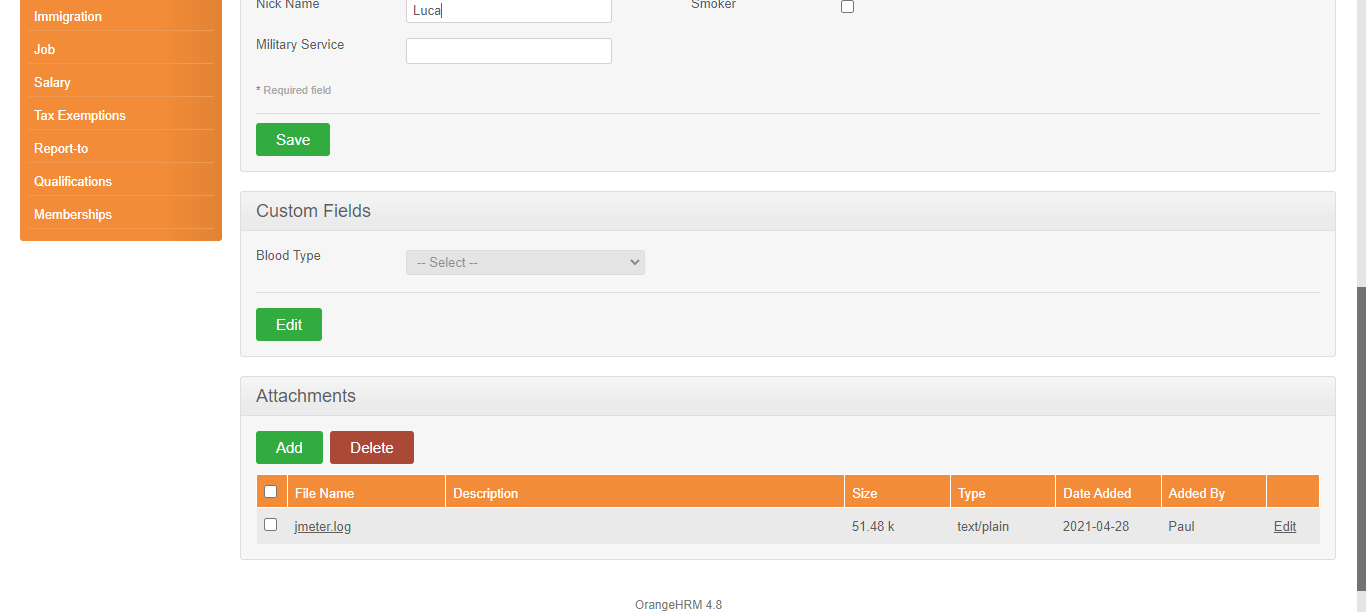 Immigration
Job
Salary
Tax Exemptions
Report-to
Qualifications
Memberships
Nick Name Luca Smoker
Military Service
* Required field
Save
Custom Fields
Blood Type -- Select --
Edit
Attachments
Add Delete
File Name Description Size Type Date Added Added By
jmeter.log 51.48 k text/plain 2021-04-28 Paul Edit
OrangeHRM 4.8